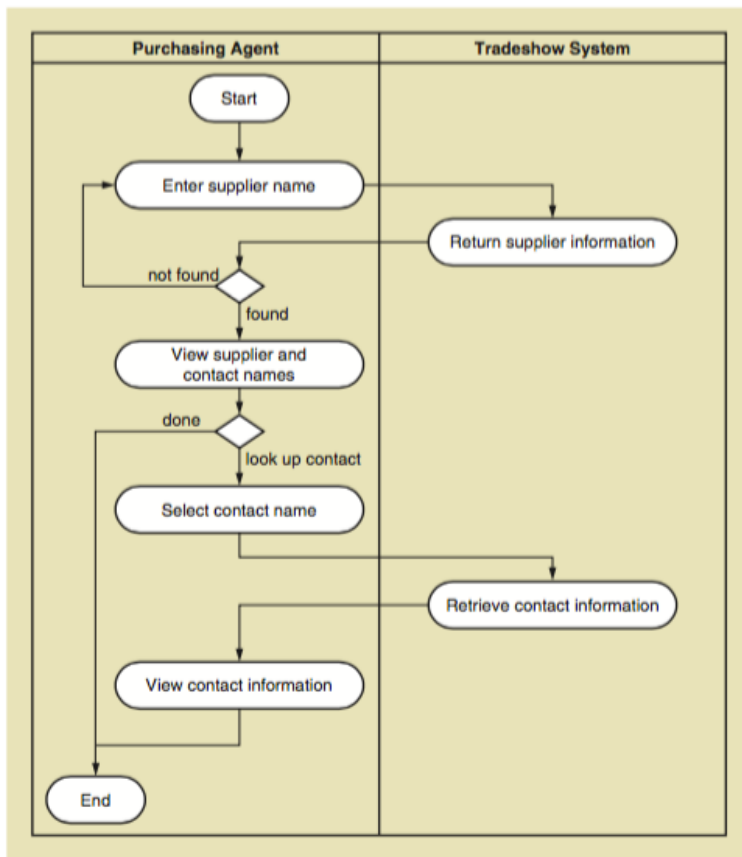 Purchasing Agent
Tradeshow System
Start
Enter supplier name
Return supplier information
not found
found
View supplier and
contact names
done
look up contact
Select contact name
Retrieve contact information
View contact information
End